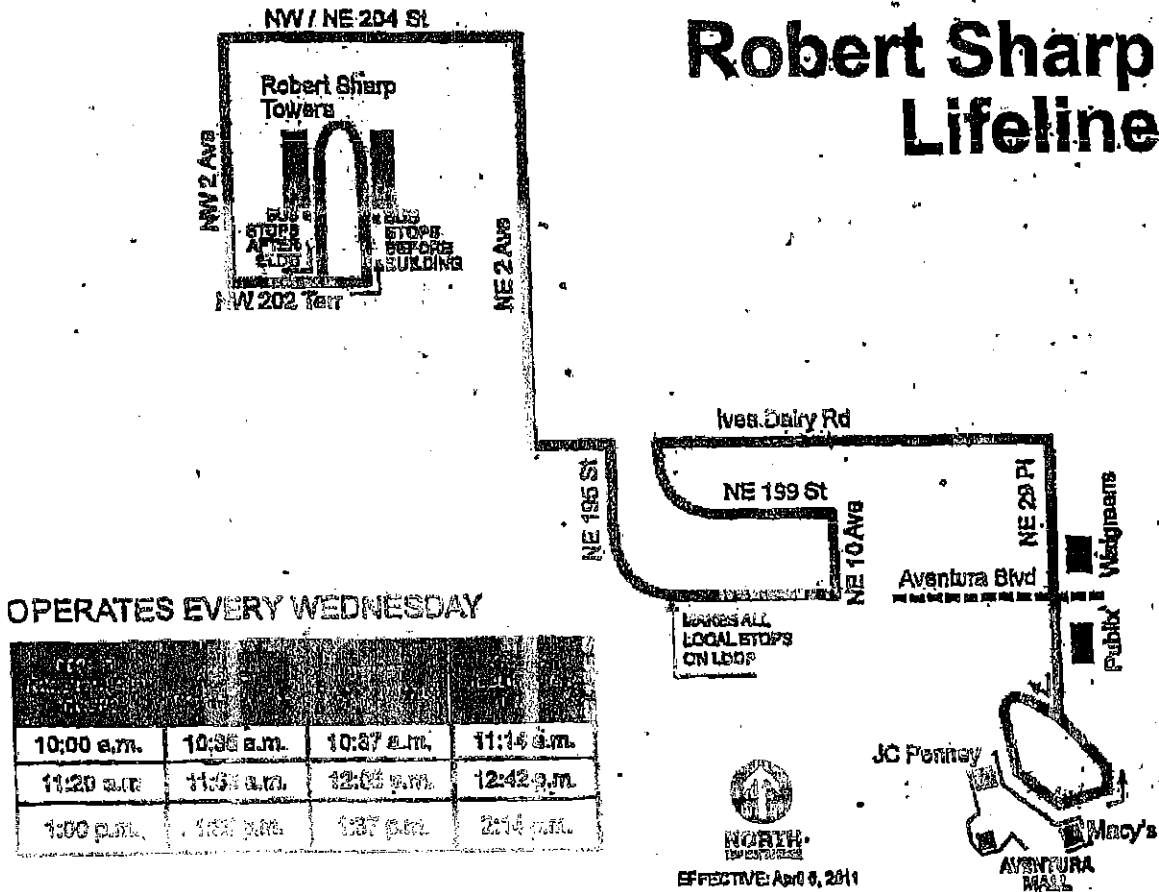 Robert Sharp
Lifeline
NW / NE 204 St
Robert Sharp
Towers
NW 2 Ave
BUS
STOPS
AFTER
BLDG
BUS
STOPS
BEFORE
BUILDING
NW 202 Terr
NE 2 Ave
Ives Dairy Rd
NE 195 St
NE 199 St
NE 10 Ave
NE 29 Pl
Walgreens
Aventura Blvd
Publix
MAKES ALL
LOCAL STOPS
ON LOOP
OPERATES EVERY WEDNESDAY
10:00 a.m. a.m. 10:37 a.m. 11:14 a.m.
11:20 a.m. a.m. p.m. 12:42 p.m.
1:00 p.m. p.m. 1:37 p.m. 2:14 p.m.
JC Penney
Macy's
AVENTURA
MALL
NORTH
EFFECTIVE: April 6, 2011